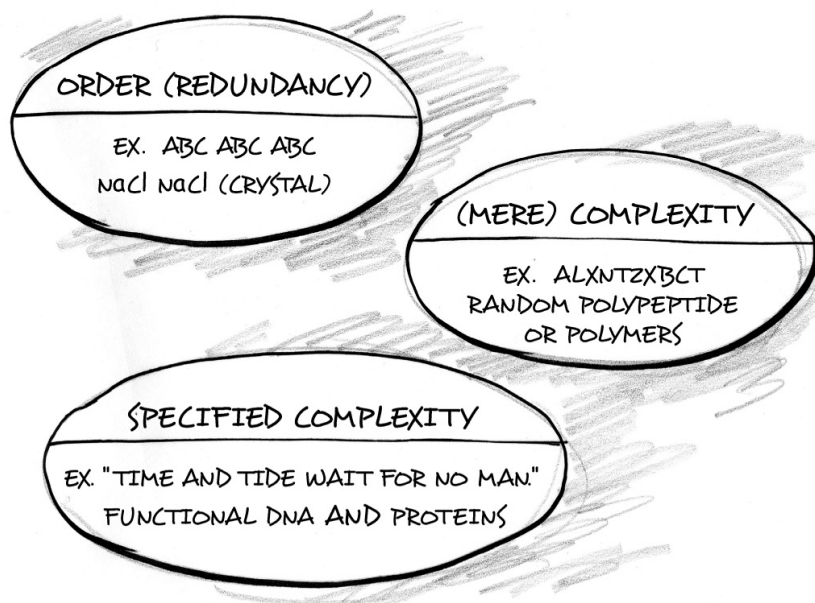 ORDER (REDUNDANCY)
EX. ABC ABC ABC
NaCl NaCl (CRYSTAL)
(MERE) COMPLEXITY
EX. ALXNTZXBCT
RANDOM POLYPEPTIDE
OR POLYMERS
SPECIFIED COMPLEXITY
EX. "TIME AND TIDE WAIT FOR NO MAN."
FUNCTIONAL DNA AND PROTEINS